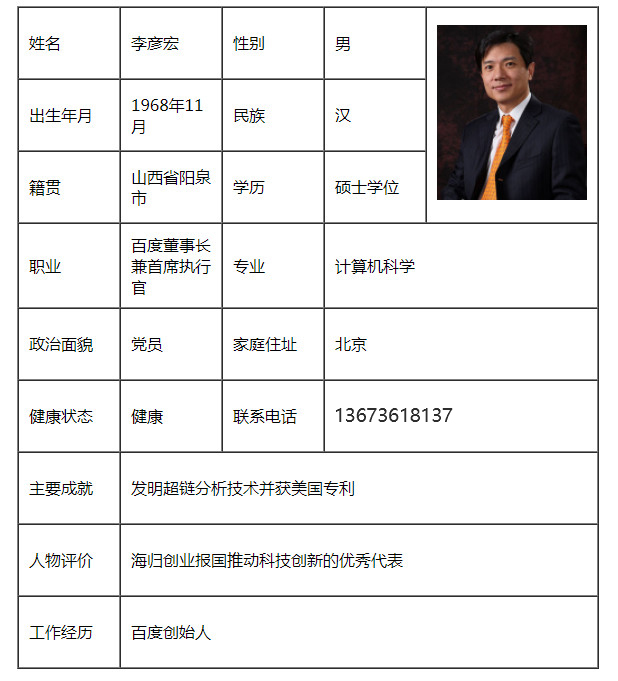 姓名 李彦宏 性别 男
出生年月 1968年11月 民族 汉
籍贯 山西省阳泉市 学历 硕士学位
职业 百度董事长兼首席执行官 专业 计算机科学
政治面貌 党员 家庭住址 北京
健康状态 健康 联系电话 13673618137
主要成就 发明超链分析技术并获美国专利
人物评价 海归创业报国推动科技创新的优秀代表
工作经历 百度创始人